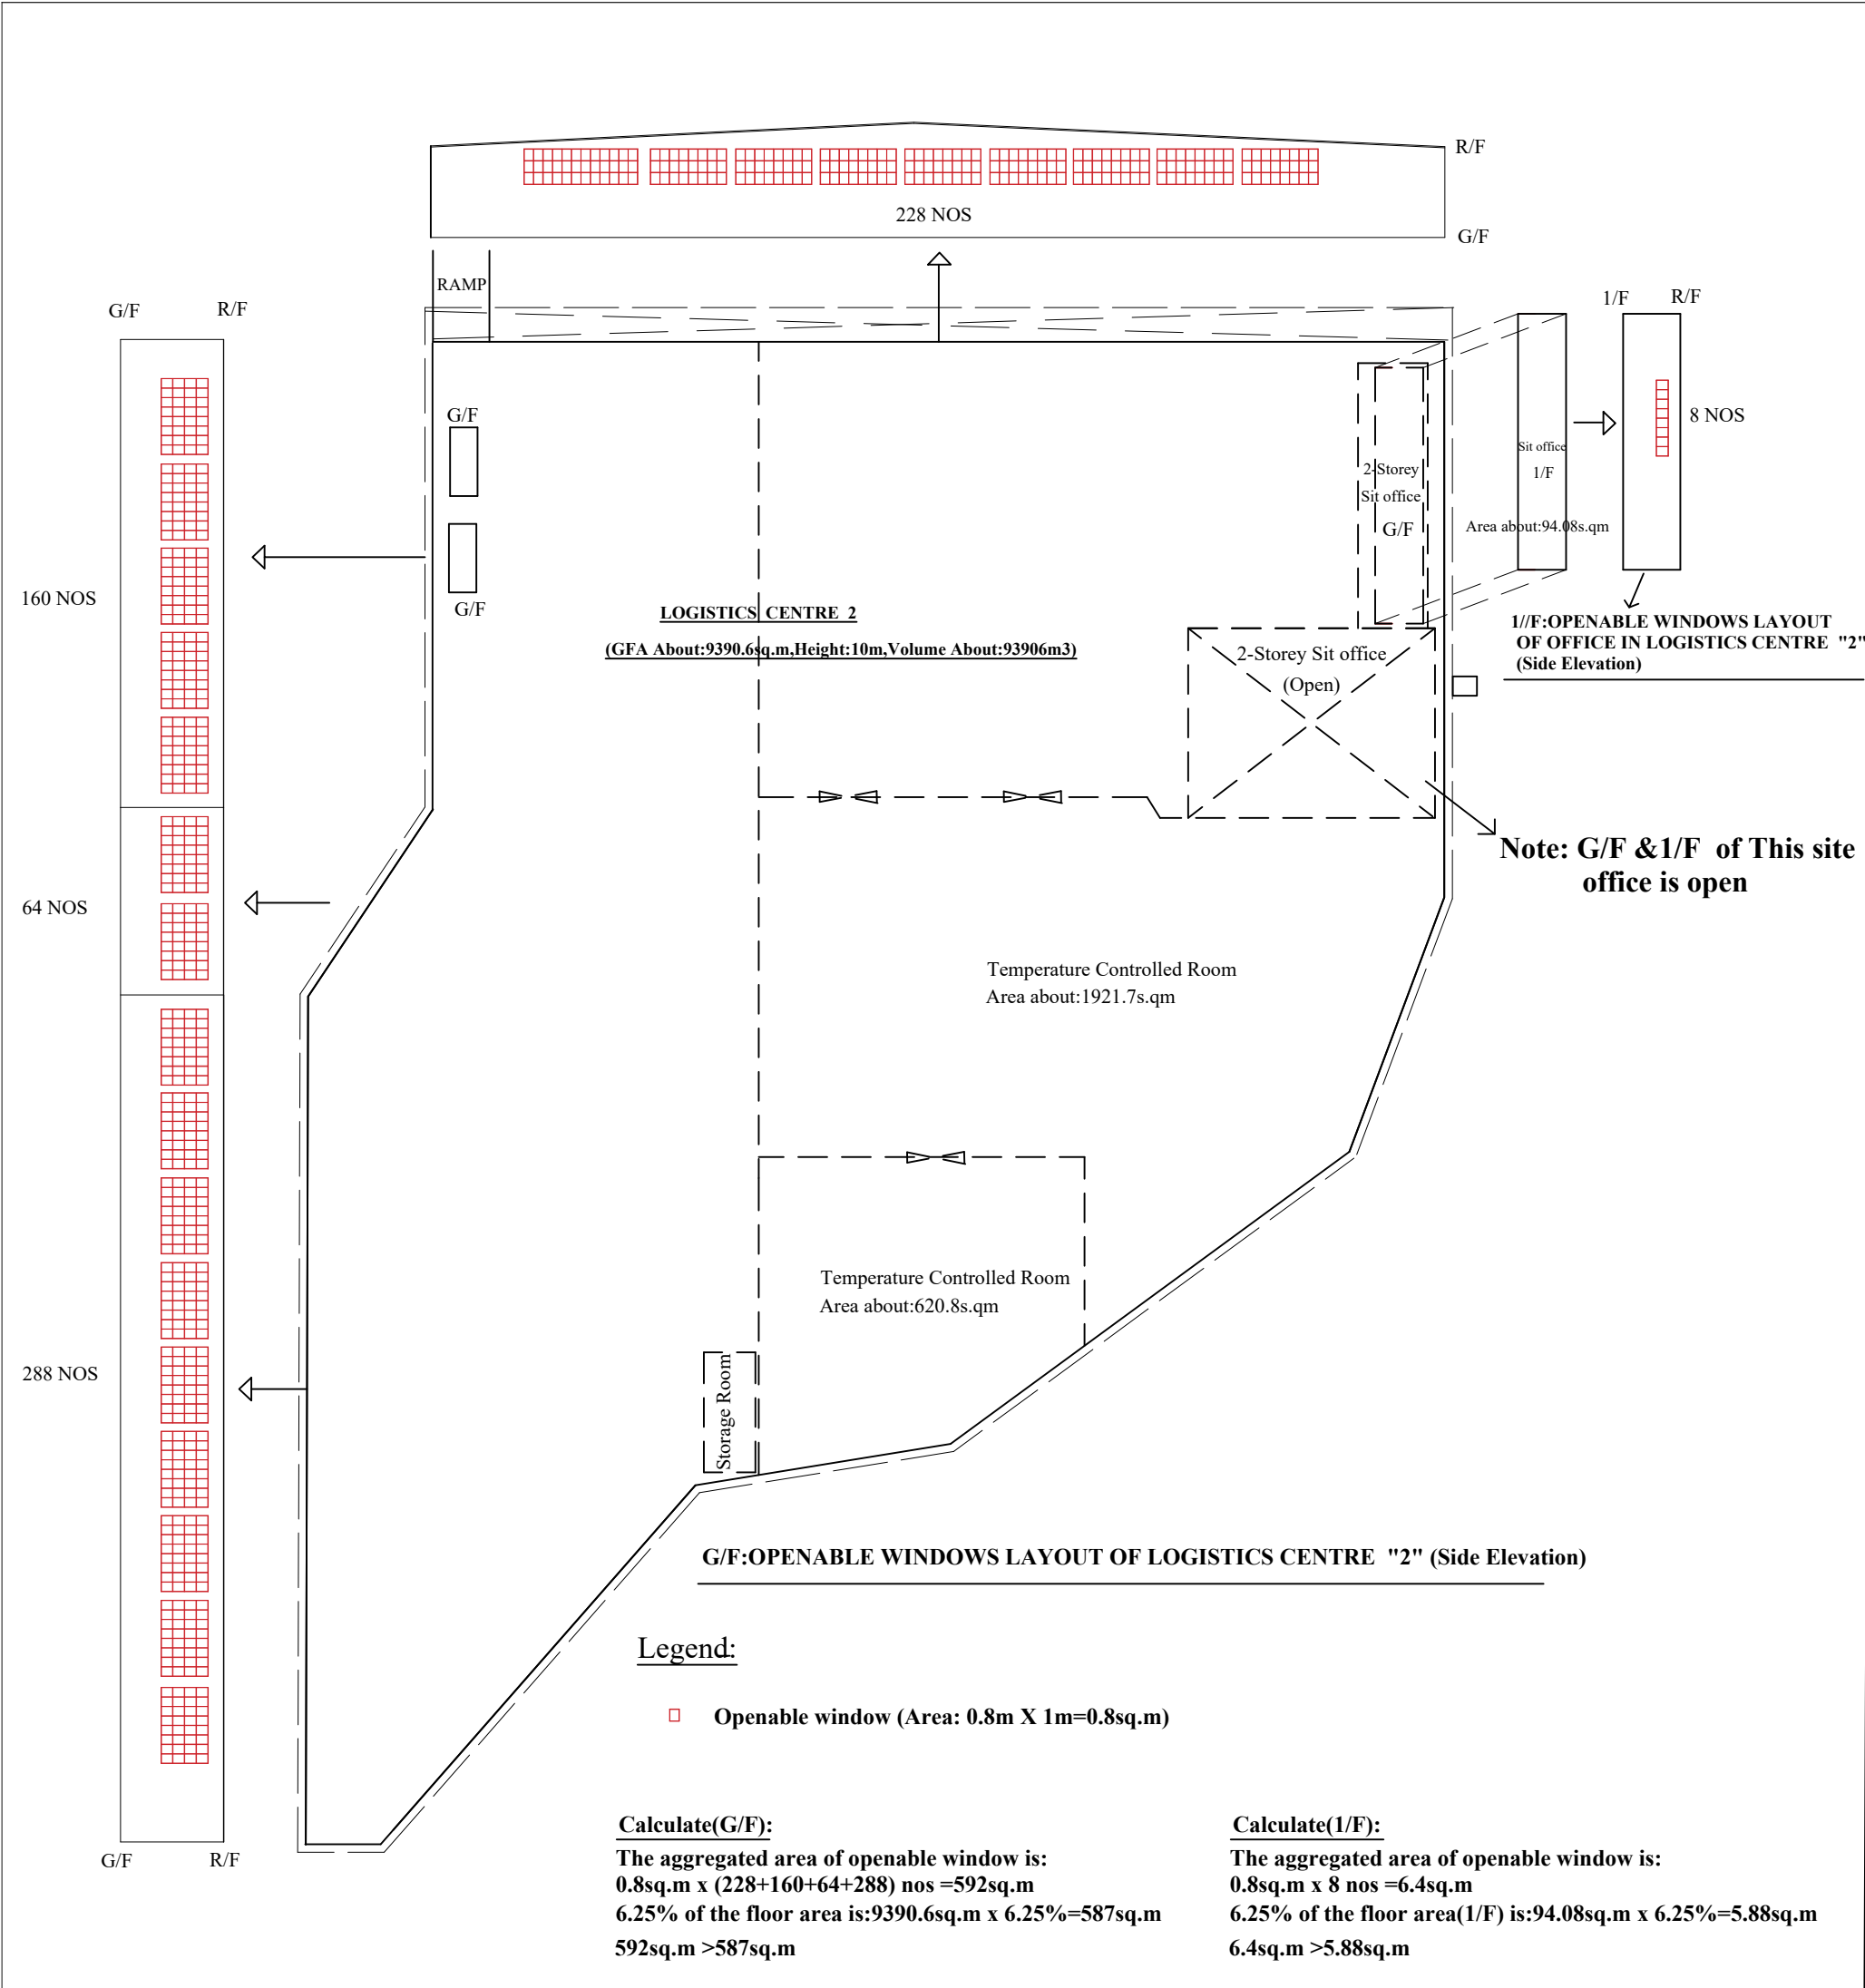 R/F
228 NOS
G/F
RAMP
G/F
R/F
1/F
R/F
G/F
8 NOS
2-Storey
Sit office
G/F
Sit office
1/F
Area about:94.08s.qm
160 NOS
G/F
LOGISTICS CENTRE 2
(GFA About:9390.6sq.m,Height:10m,Volume About:93906m3)
1//F:OPENABLE WINDOWS LAYOUT
OF OFFICE IN LOGISTICS CENTRE "2"
(Side Elevation)
2-Storey Sit office
(Open)
Note: G/F &1/F of This site
office is open
64 NOS
Temperature Controlled Room
Area about:1921.7s.qm
Temperature Controlled Room
Area about:620.8s.qm
288 NOS
Storage Room
G/F:OPENABLE WINDOWS LAYOUT OF LOGISTICS CENTRE "2" (Side Elevation)
Legend:
Openable window (Area: 0.8m X 1m=0.8sq.m)
G/F
R/F
Calculate(G/F):
The aggregated area of openable window is:
0.8sq.m x (228+160+64+288) nos =592sq.m
6.25% of the floor area is:9390.6sq.m x 6.25%=587sq.m
592sq.m >587sq.m
Calculate(1/F):
The aggregated area of openable window is:
0.8sq.m x 8 nos =6.4sq.m
6.25% of the floor area(1/F) is:94.08sq.m x 6.25%=5.88sq.m
6.4sq.m >5.88sq.m